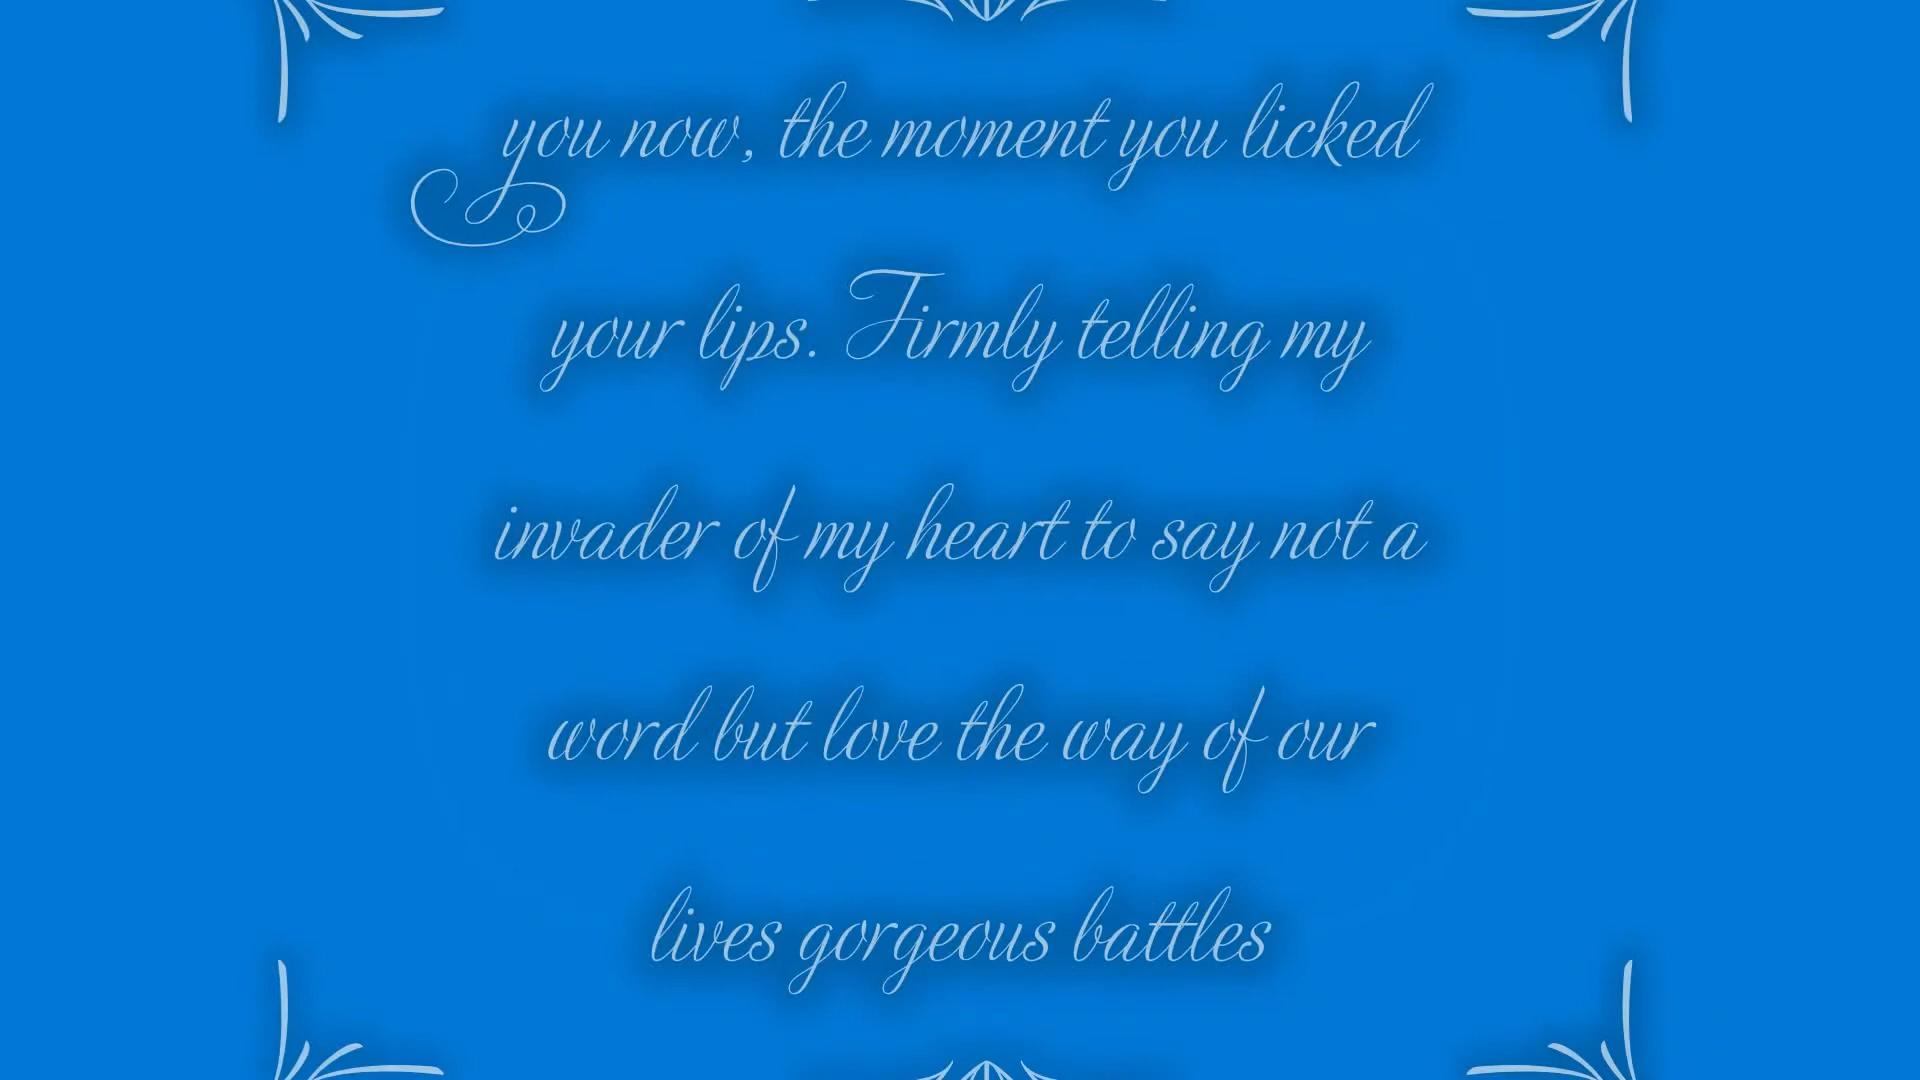 you now, the moment you licked
your lips. Firmly telling my
invader of my heart to say not a
word but love the way of our
lives gorgeous battles